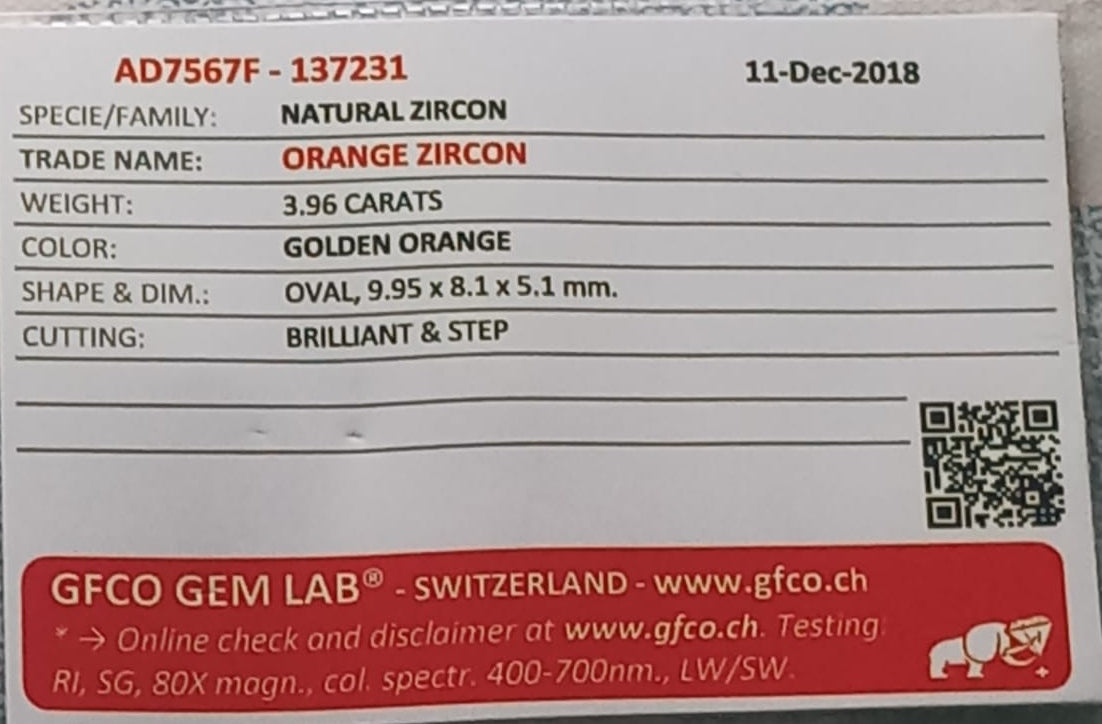 AD7567F - 137231 11-Dec-2018
SPECIE/FAMILY: NATURAL ZIRCON
TRADE NAME: ORANGE ZIRCON
WEIGHT: 3.96 CARATS
COLOR: GOLDEN ORANGE
SHAPE & DIM.: OVAL, 9.95 x 8.1 x 5.1 mm.
CUTTING: BRILLIANT & STEP
GFCO GEM LAB® - SWITZERLAND - www.gfco.ch
* → Online check and disclaimer at www.gfco.ch. Testing:
RI, SG, 80X magn., col. spectr. 400-700nm., LW/SW.